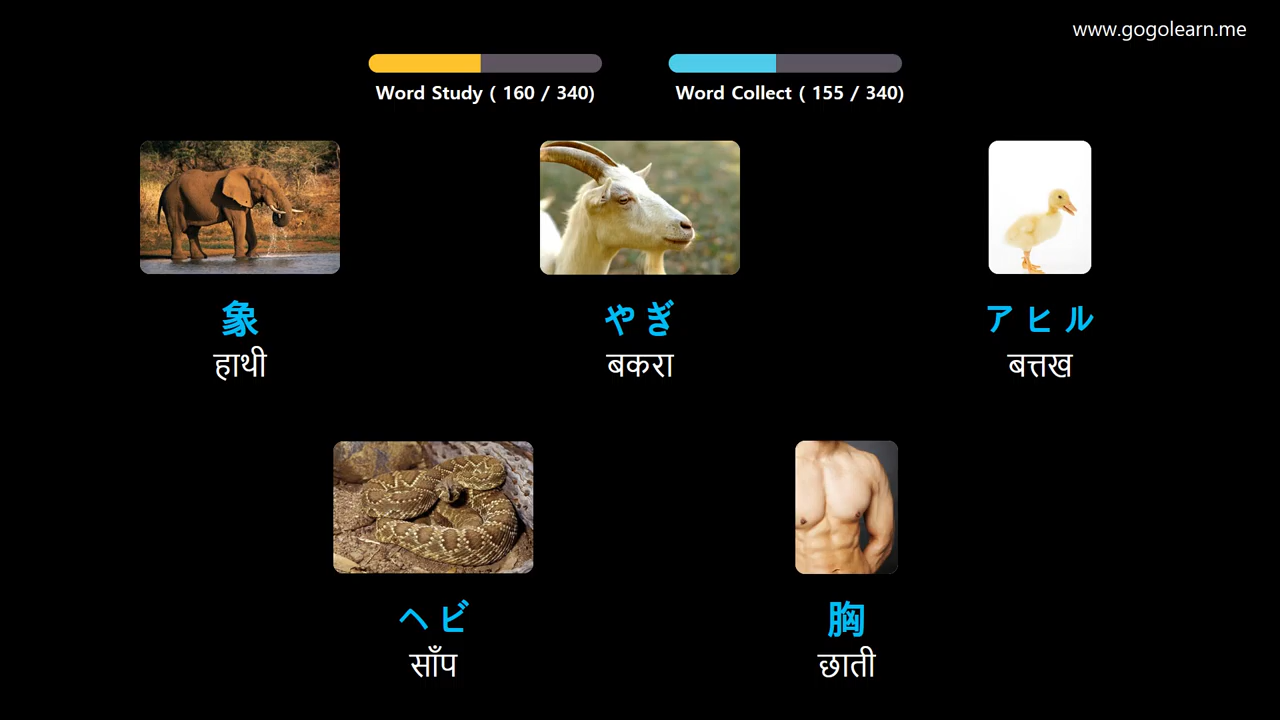 www.gogolearn.me
Word Study ( 160 / 340)
Word Collect ( 155 / 340)
象
やぎ
アヒル
हाथी
बकरा
बत्तख
ヘビ
胸
साँप
छाती